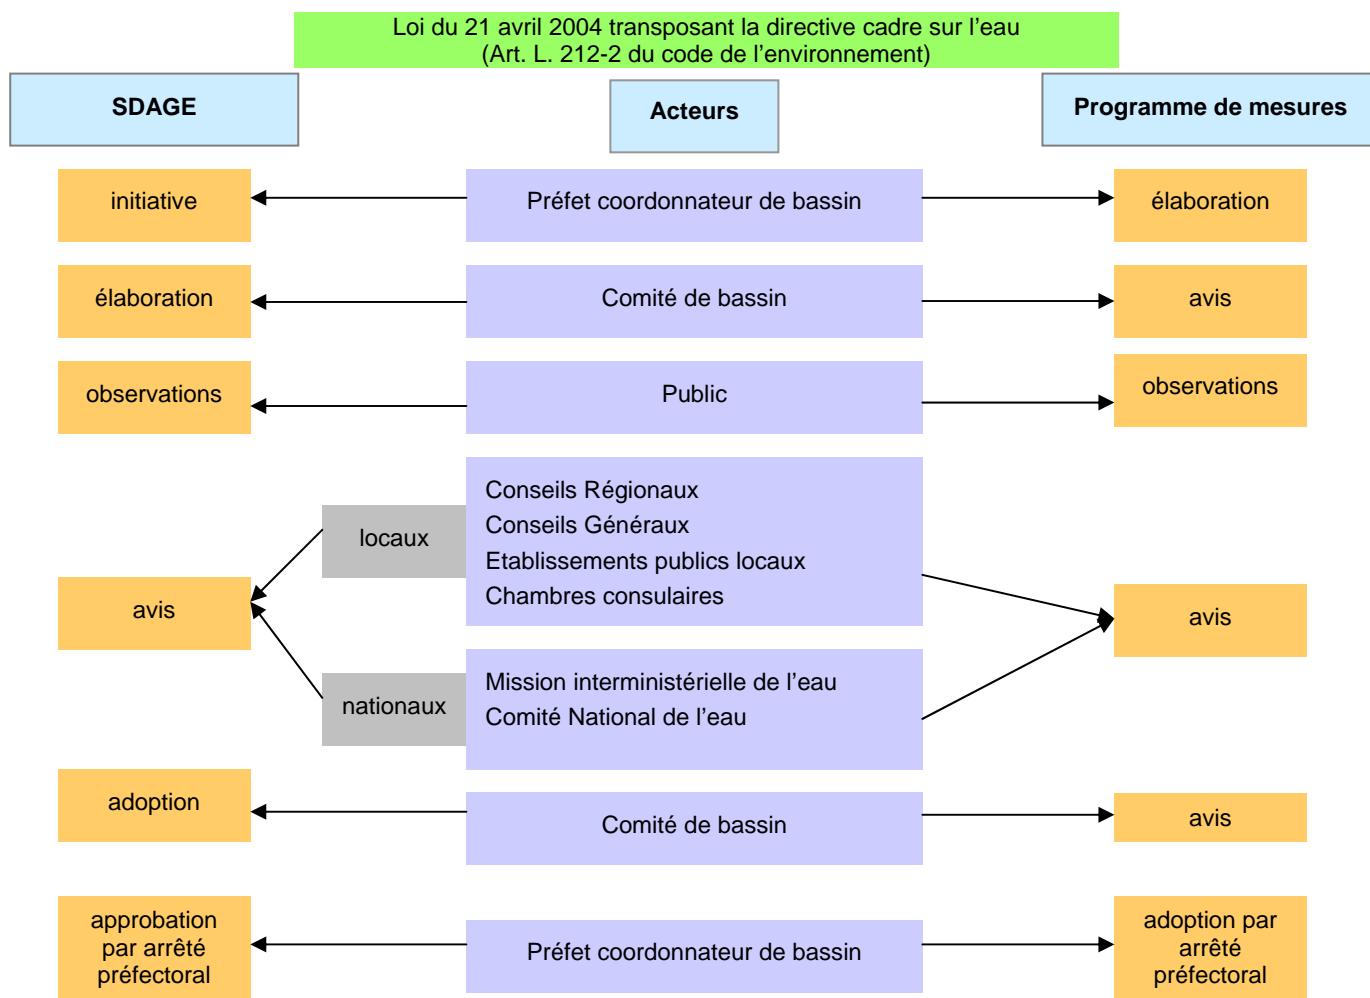 Loi du 21 avril 2004 transposant la directive cadre sur l'eau
(Art. L. 212-2 du code de l'environnement)
SDAGE
Acteurs
Programme de mesures
initiative
Préfet coordonnateur de bassin
élaboration
élaboration
Comité de bassin
avis
observations
Public
observations
avis
locaux
Conseils Régionaux
Conseils Généraux
Etablissements publics locaux
Chambres consulaires
avis
nationaux
Mission interministérielle de l'eau
Comité National de l'eau
adoption
Comité de bassin
avis
approbation
par arrêté
préfectoral
Préfet coordonnateur de bassin
adoption par
arrêté
préfectoral